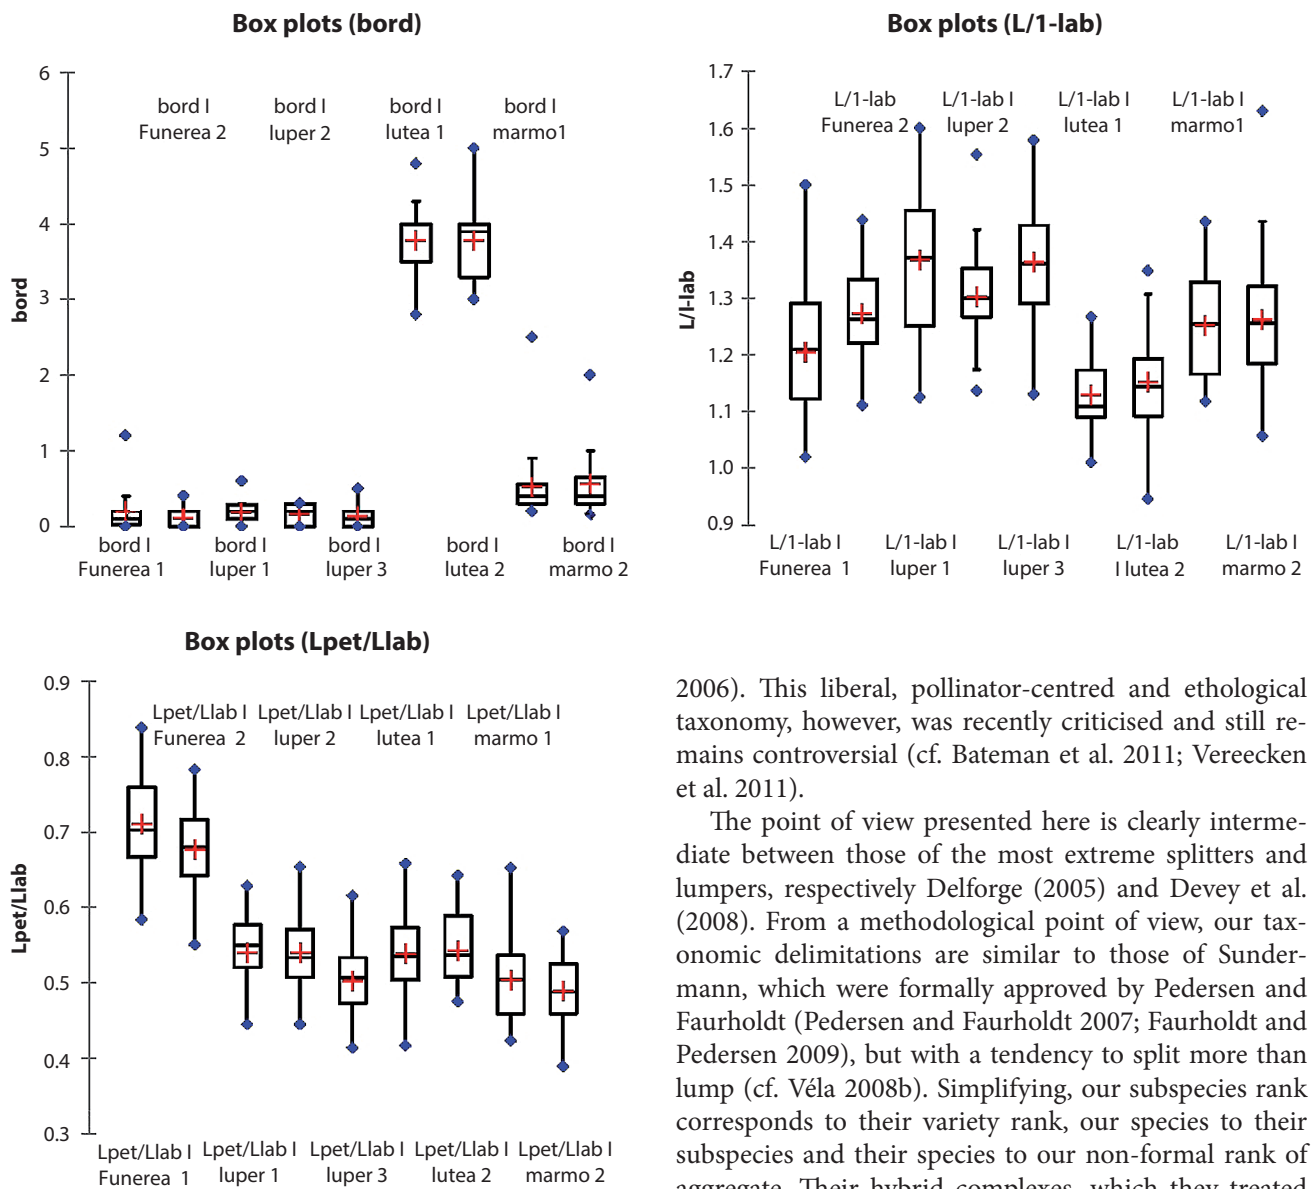 Box plots (bord)
6
5
4
3
2
1
0
bord
bord I
Funerea 2
bord I
luper 2
bord I
lutea 1
bord I
marmo1
bord I
Funerea 1
bord I
luper 1
bord I
luper 3
bord I
lutea 2
bord I
marmo 2
Box plots (L/1-lab)
1.7
1.6
1.5
1.4
1.3
1.2
1.1
1.0
0.9
L/l-lab
L/1-lab
Funerea 2
L/1-lab I
luper 2
L/1-lab I
lutea 1
L/1-lab I
marmo1
L/1-lab I
Funerea 1
L/1-lab I
luper 1
L/1-lab I
luper 3
L/1-lab
I lutea 2
L/1-lab I
marmo 2
Box plots (Lpet/Llab)
0.9
0.8
0.7
0.6
0.5
0.4
0.3
Lpet/Llab
Lpet/Llab I
Funerea 2
Lpet/Llab I
luper 2
Lpet/Llab I
lutea 1
Lpet/Llab I
marmo 1
Lpet/Llab I
Funerea 1
Lpet/Llab I
luper 1
Lpet/Llab I
luper 3
Lpet/Llab I
lutea 2
Lpet/Llab I
marmo 2
2006). This liberal, pollinator-centred and ethological
taxonomy, however, was recently criticised and still re-
mains controversial (cf. Bateman et al. 2011; Vereecken
et al. 2011).
The point of view presented here is clearly interme-
diate between those of the most extreme splitters and
lumpers, respectively Delforge (2005) and Devey et al.
(2008). From a methodological point of view, our tax-
onomic delimitations are similar to those of Sunder-
mann, which were formally approved by Pedersen and
Faurholdt (Pedersen and Faurholdt 2007; Faurholdt and
Pedersen 2009), but with a tendency to split more than
lump (cf. Véla 2008b). Simplifying, our subspecies rank
corresponds to their variety rank, our species to their
subspecies and their species to our non-formal rank of
aggregate. Their hybrid complexes, which they treated